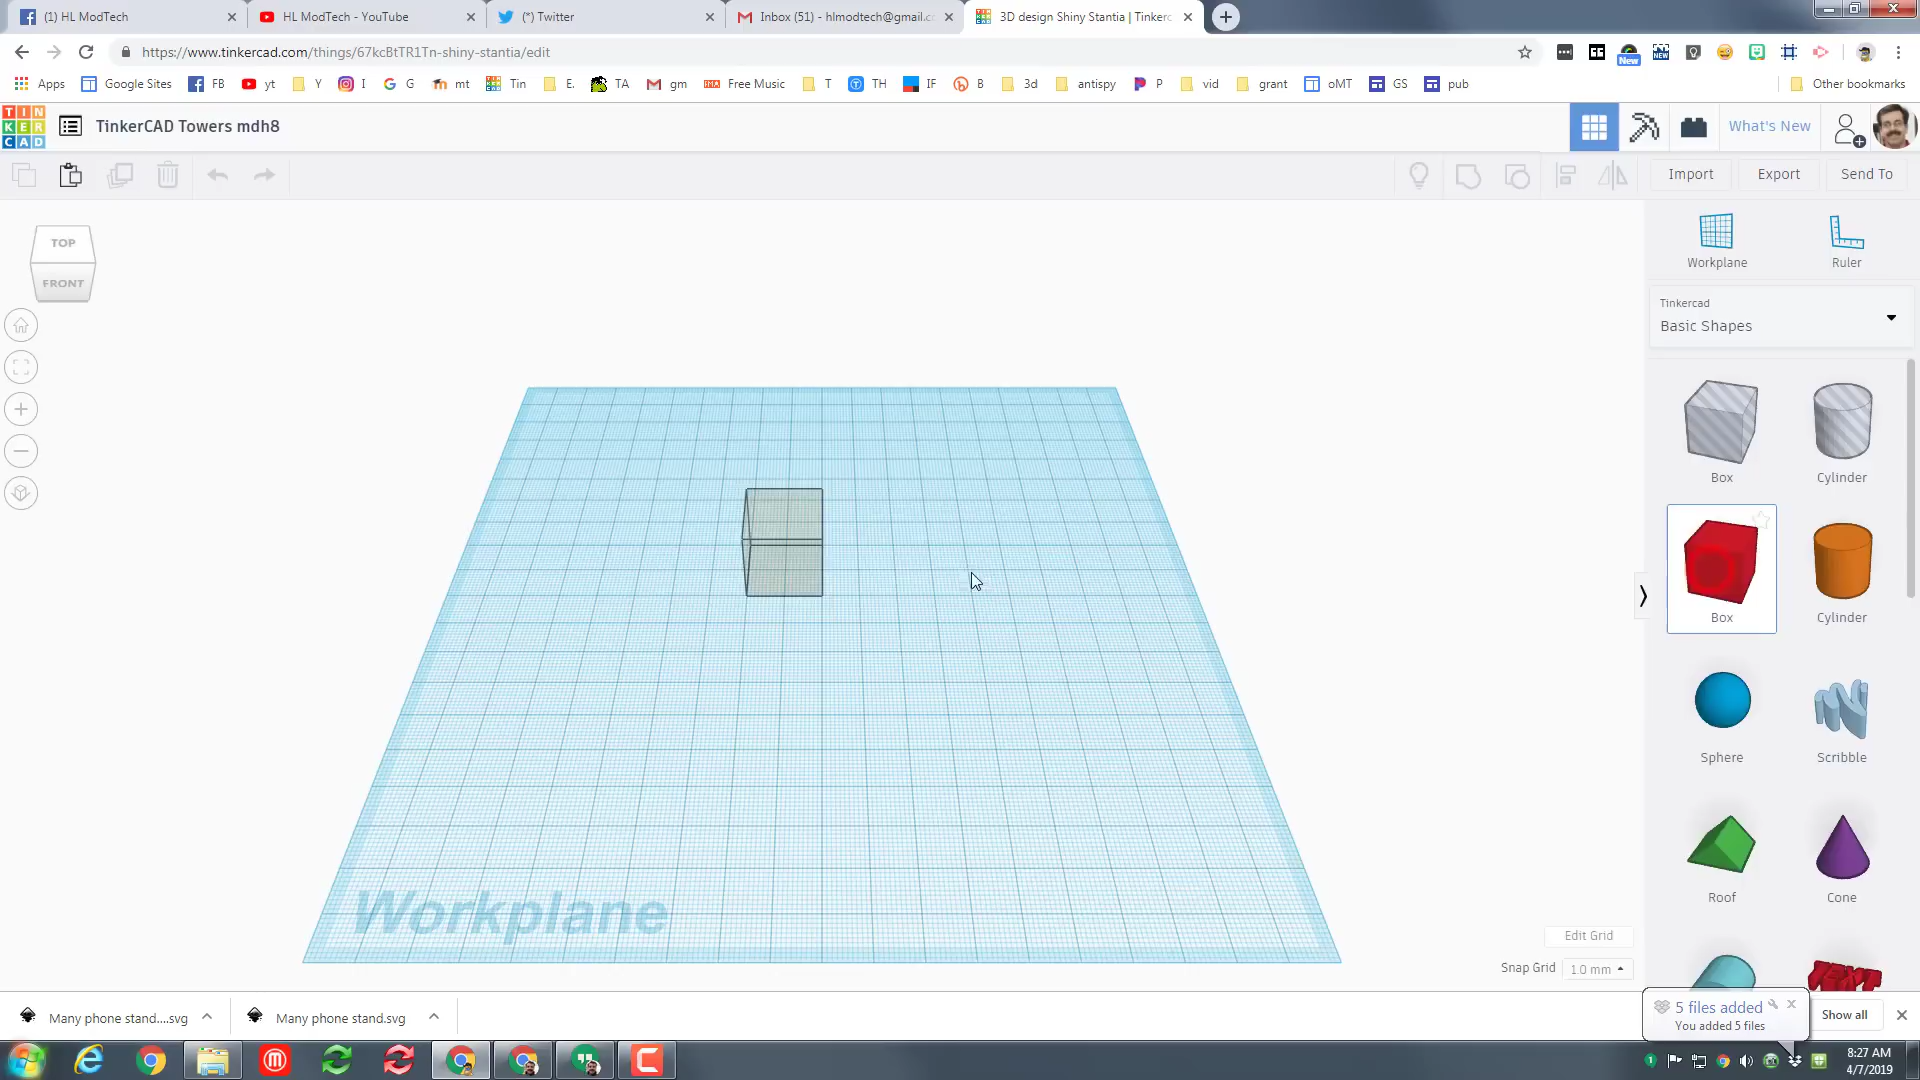 (1) HL ModTech
HL ModTech - YouTube
(*) Twitter
Inbox (51) - hlmodtech@gmail.c
3D design Shiny Stantia | Tinkerc
https://www.tinkercad.com/things/67kcBtTR1Tn-shiny-stantia/edit
New
NEW
Apps
Google Sites
FB
yt
Y
I
G
mt
Tin
E.
TA
gm
Free Music
T
TH
IF
B
3d
antispy
P
vid
grant
oMT
GS
pub
Other bookmarks
TIN
KER
CAD
TinkerCAD Towers mdh8
What's New
Import
Export
Send To
TOP
FRONT
Workplane
Ruler
Tinkercad
Basic Shapes
Box
Cylinder
Box
Cylinder
Sphere
Scribble
Roof
Cone
TEXT
Workplane
Edit Grid
Snap Grid
1.0 mm
5 files added
You added 5 files
Many phone stand....svg
Many phone stand.svg
Show all
8:27 AM
4/7/2019